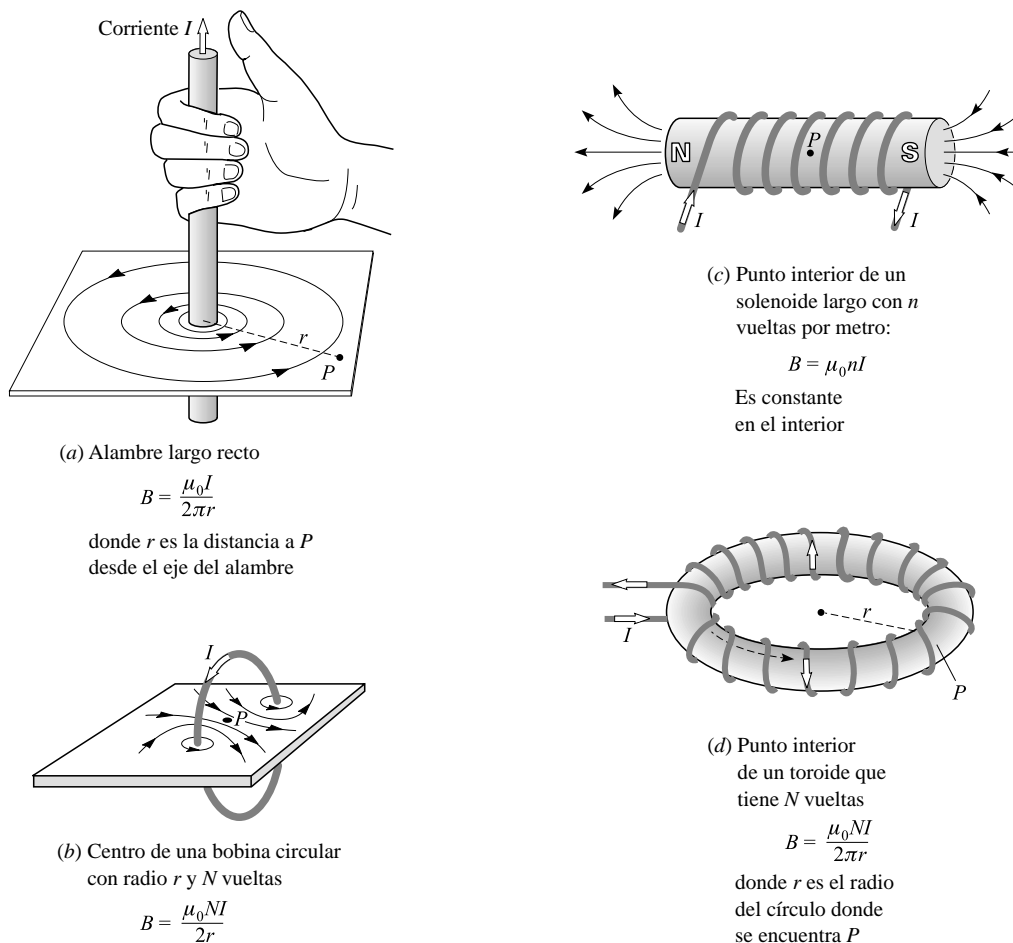 Corriente I
r
P
(a) Alambre largo recto
B = μ₀I / 2πr
donde r es la distancia a P
desde el eje del alambre
I
P
(b) Centro de una bobina circular
con radio r y N vueltas
B = μ₀NI / 2r
N
P
S
I
I
(c) Punto interior de un
solenoide largo con n
vueltas por metro:
B = μ₀nI
Es constante
en el interior
r
I
P
(d) Punto interior
de un toroide que
tiene N vueltas
B = μ₀NI / 2πr
donde r es el radio
del círculo donde
se encuentra P